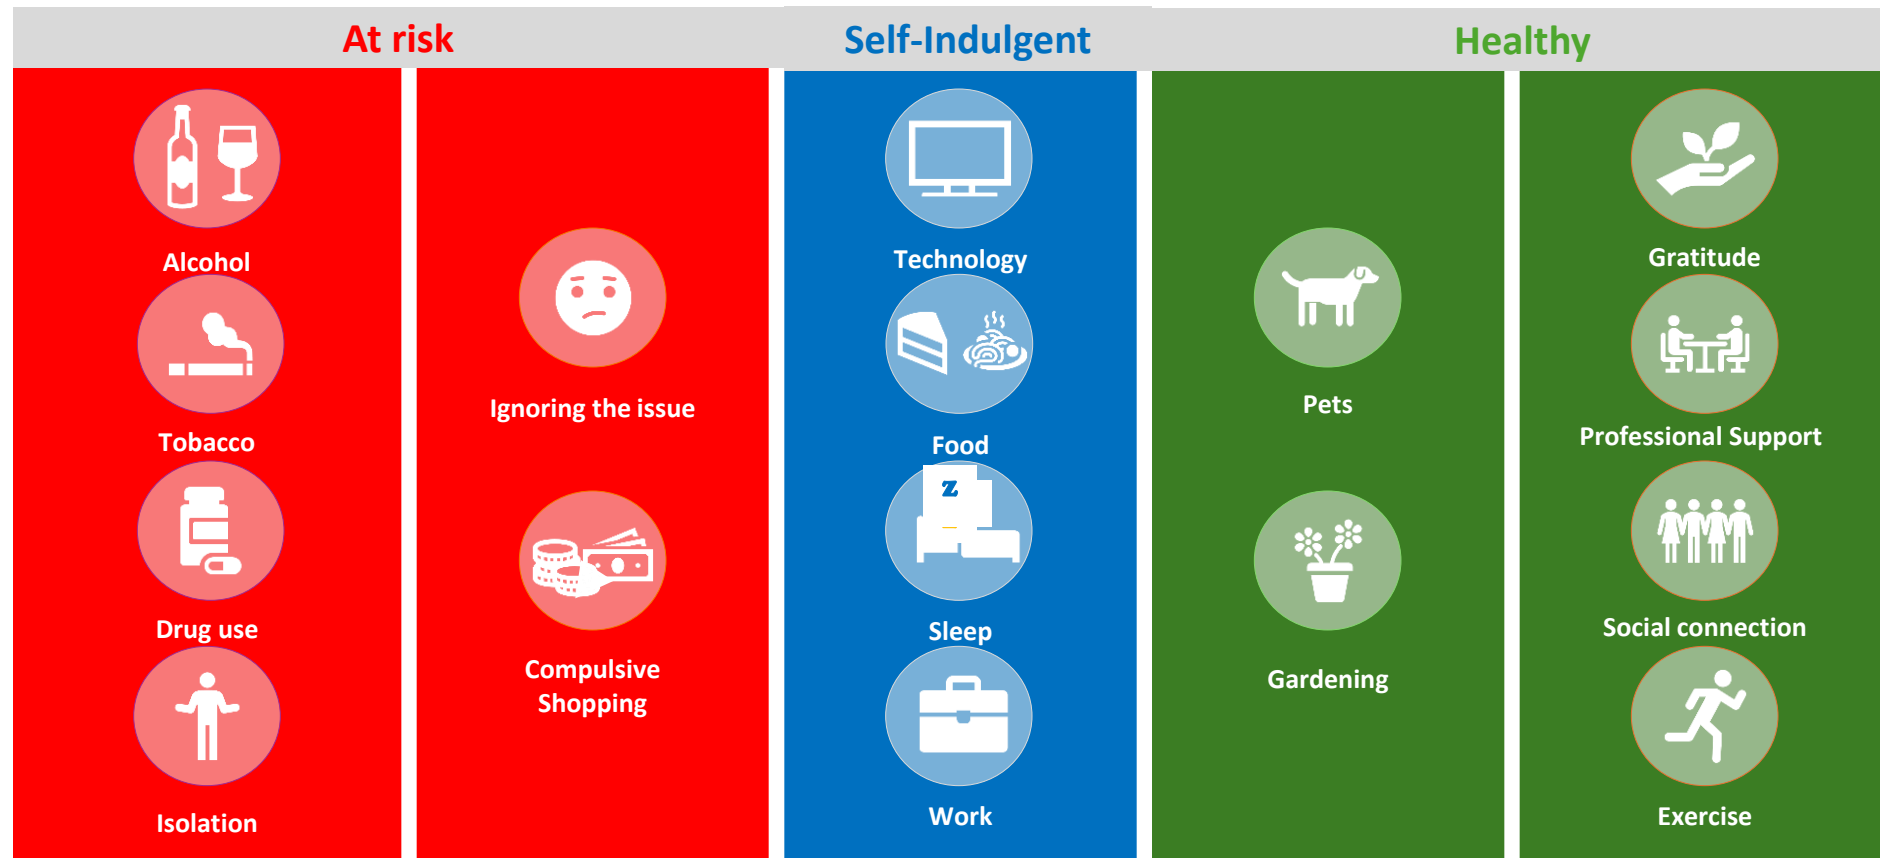 At risk
Self-Indulgent
Healthy
Alcohol
Tobacco
Drug use
Isolation
Ignoring the issue
Compulsive
Shopping
Technology
Food
z
Sleep
Work
Pets
Gardening
Gratitude
Professional Support
Social connection
Exercise